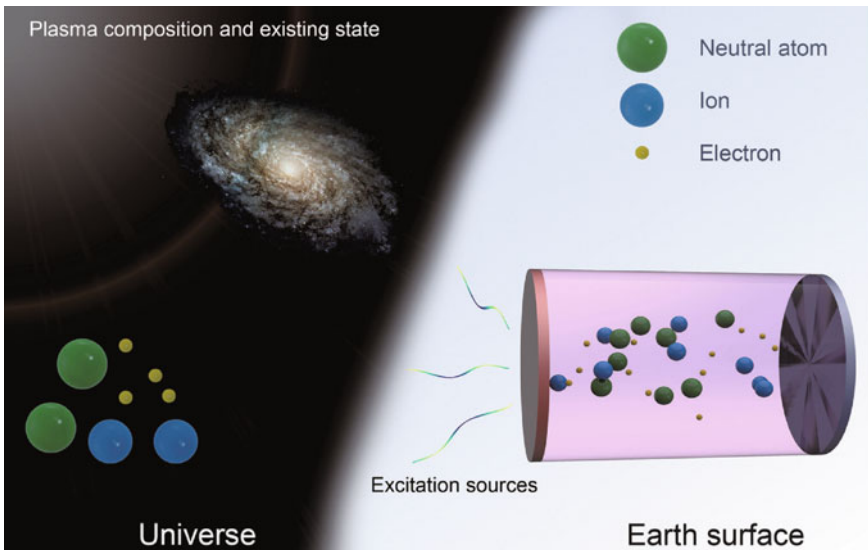 Plasma composition and existing state
Neutral atom
Ion
Electron
Excitation sources
Universe
Earth surface